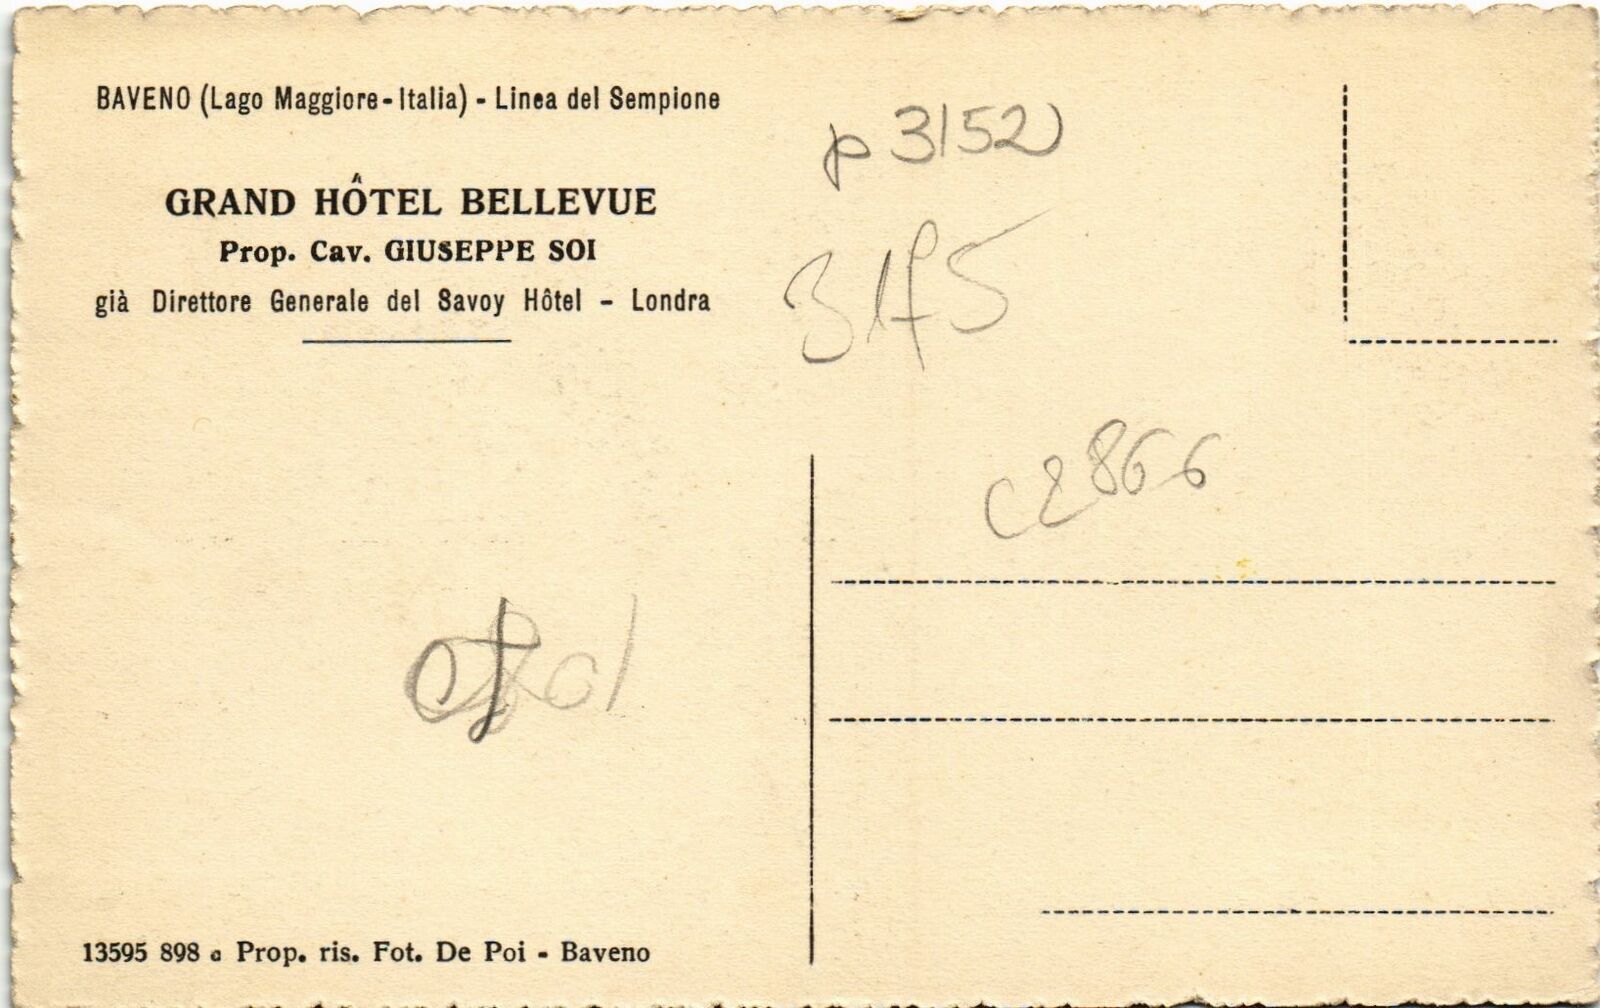 BAVENO (Lago Maggiore-Italia) - Linea del Sempione
GRAND HÔTEL BELLEVUE
Prop. Cav. GIUSEPPE SOI
già Direttore Generale del Savoy Hôtel - Londra
p 3152
3175
c2866
13595 898 a Prop. ris. Fot. De Poi - Baveno